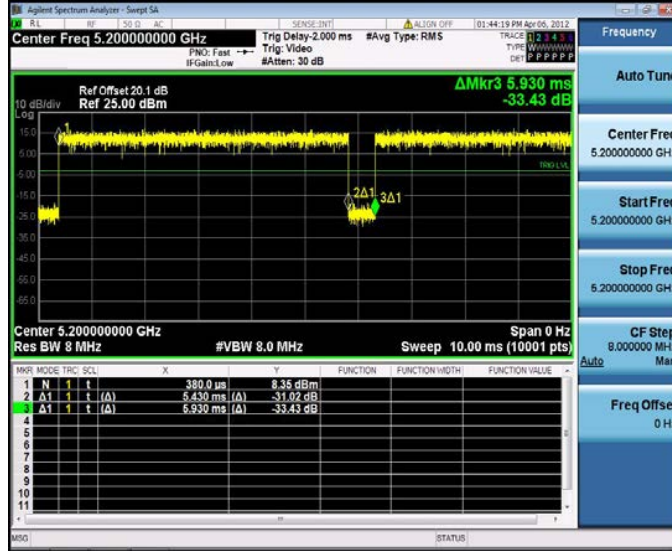 Agilent Spectrum Analyzer - Swept SA
RL RF 50 Ω AC SENSE:INT ALIGN OFF 01:44:19 PM Apr 06, 2012
Center Freq 5.200000000 GHz
PNO: Fast
IFGain:Low
Trig Delay-2.000 ms
Trig: Video
#Atten: 30 dB
#Avg Type: RMS
TRACE 1 2 3 4 5 6
TYPE WWWWWW
DET P P P P P P
Ref Offset 20.1 dB
10 dB/div Ref 25.00 dBm
Log
ΔMkr3 5.930 ms
-33.43 dB
15.0
5.00
-5.00
-15.0
-25.0
-35.0
-45.0
-55.0
-65.0
1
TRIG LVL
2Δ1
3Δ1
Center 5.200000000 GHz Span 0 Hz
Res BW 8 MHz #VBW 8.0 MHz Sweep 10.00 ms (10001 pts)
MKR MODE TRC SCL X Y FUNCTION FUNCTION WIDTH FUNCTION VALUE
1 N 1 t 380.0 µs 8.35 dBm
2 Δ1 1 t (Δ) 5.430 ms (Δ) -31.02 dB
3 Δ1 1 t (Δ) 5.930 ms (Δ) -33.43 dB
4
5
6
7
8
9
10
11
MSG STATUS
Frequency
Auto Tune
Center Freq
5.200000000 GH
Start Freq
5.200000000 GH
Stop Freq
5.200000000 GH
CF Step
8.000000 MH
Auto Ma
Freq Offse
0 H